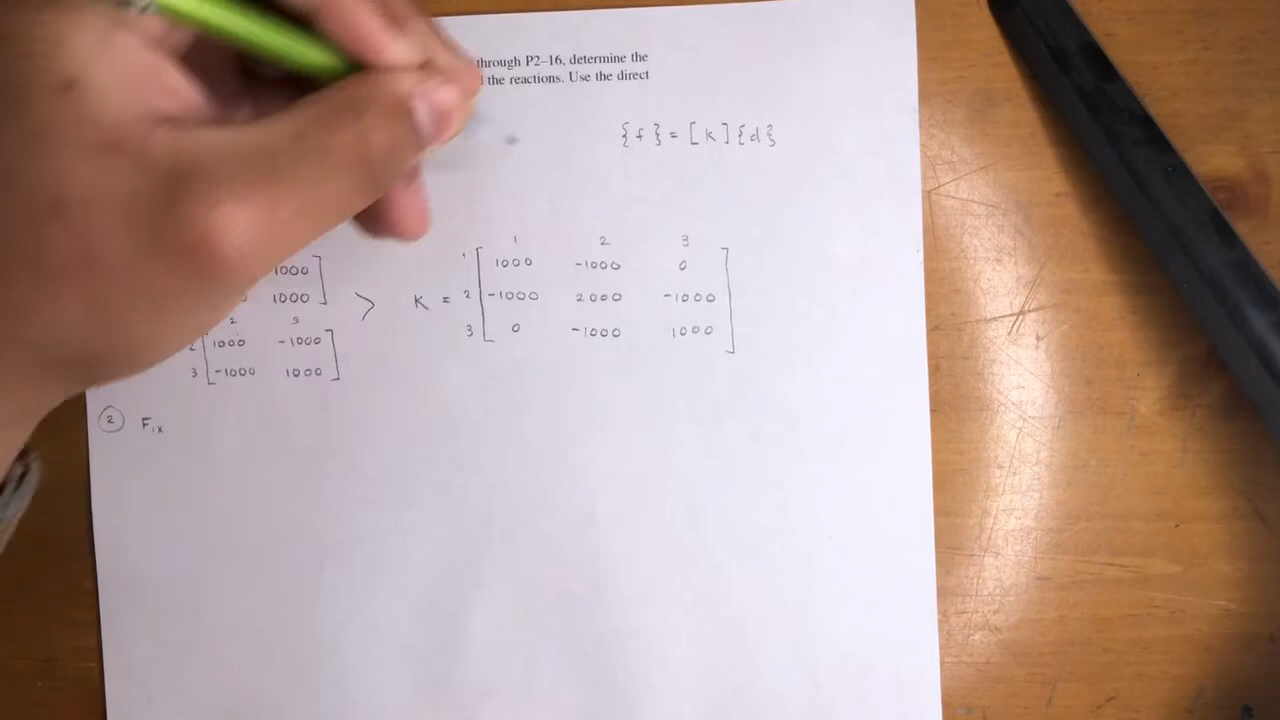 through P2–16, determine the
the reactions. Use the direct
{f} = [k]{d}
1 2 3
-1000
1000
2 3
2 1000 -1000
3 -1000 1000
> K =
1 1000 -1000 0
2 -1000 2000 -1000
3 0 -1000 1000
2 F1x